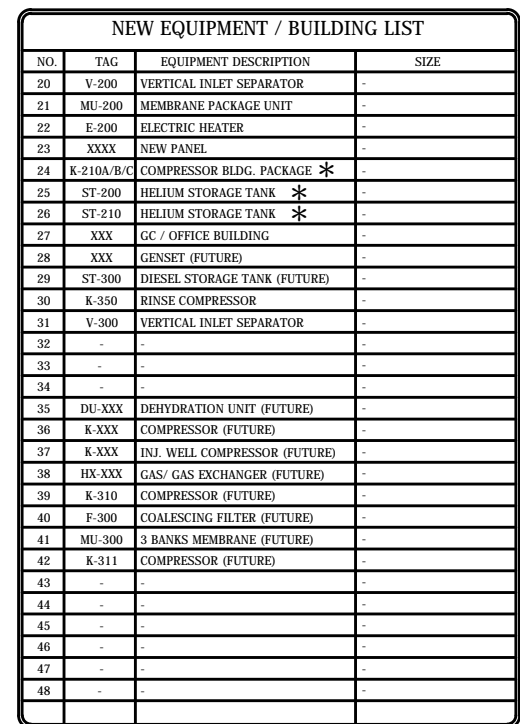 NEW EQUIPMENT / BUILDING LIST
NO. TAG EQUIPMENT DESCRIPTION SIZE
20 V-200 VERTICAL INLET SEPARATOR -
21 MU-200 MEMBRANE PACKAGE UNIT -
22 E-200 ELECTRIC HEATER -
23 XXXX NEW PANEL -
24 K-210A/B/C COMPRESSOR BLDG. PACKAGE * -
25 ST-200 HELIUM STORAGE TANK * -
26 ST-210 HELIUM STORAGE TANK * -
27 XXX GC / OFFICE BUILDING -
28 XXX GENSET (FUTURE) -
29 ST-300 DIESEL STORAGE TANK (FUTURE) -
30 K-350 RINSE COMPRESSOR -
31 V-300 VERTICAL INLET SEPARATOR -
32 - - -
33 - - -
34 - - -
35 DU-XXX DEHYDRATION UNIT (FUTURE) -
36 K-XXX COMPRESSOR (FUTURE) -
37 K-XXX INJ. WELL COMPRESSOR (FUTURE) -
38 HX-XXX GAS/ GAS EXCHANGER (FUTURE) -
39 K-310 COMPRESSOR (FUTURE) -
40 F-300 COALESCING FILTER (FUTURE) -
41 MU-300 3 BANKS MEMBRANE (FUTURE) -
42 K-311 COMPRESSOR (FUTURE) -
43 - - -
44 - - -
45 - - -
46 - - -
47 - - -
48 - - -